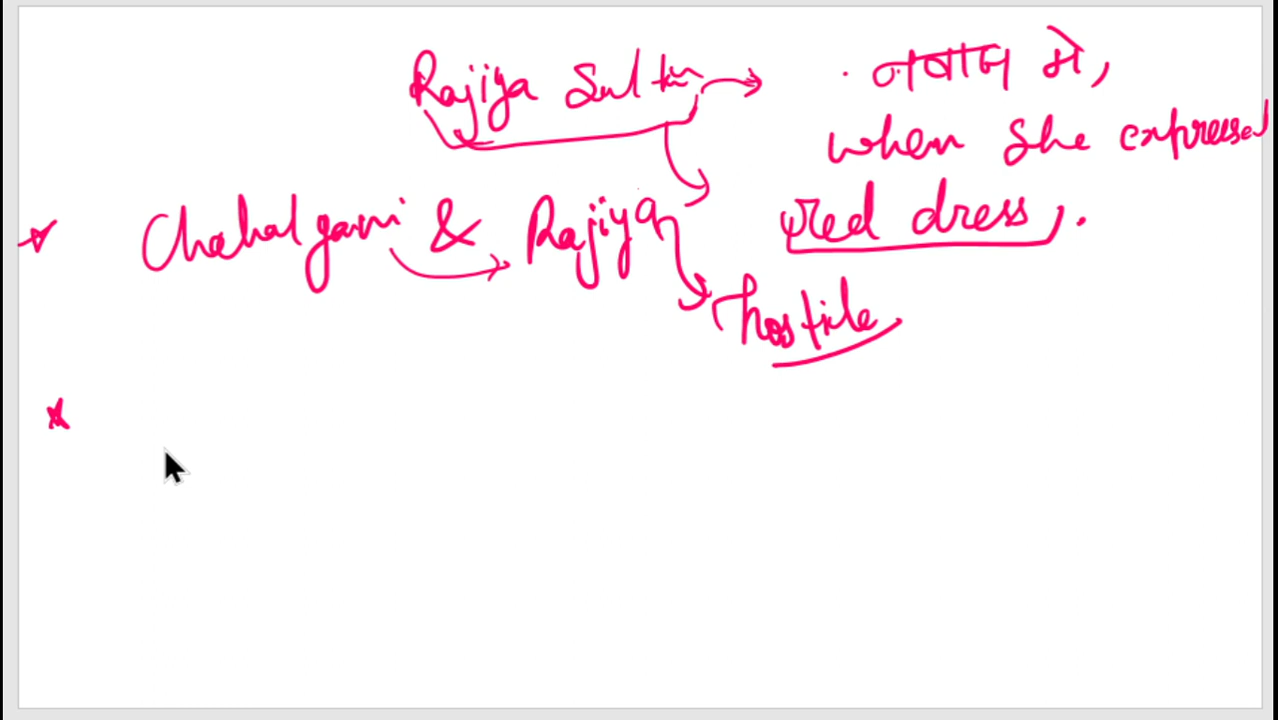 Rajiya Sultan → . नवाब मे,
when she expressed
red dress,.
★ Chahalgani & Rajiya
hostile
★